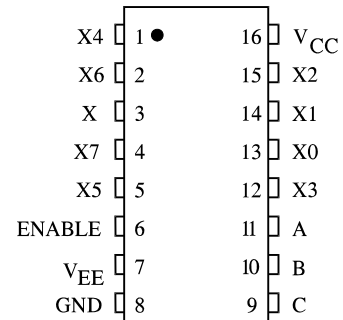 X4 1 16 VCC
X6 2 15 X2
X 3 14 X1
X7 4 13 X0
X5 5 12 X3
ENABLE 6 11 A
VEE 7 10 B
GND 8 9 C